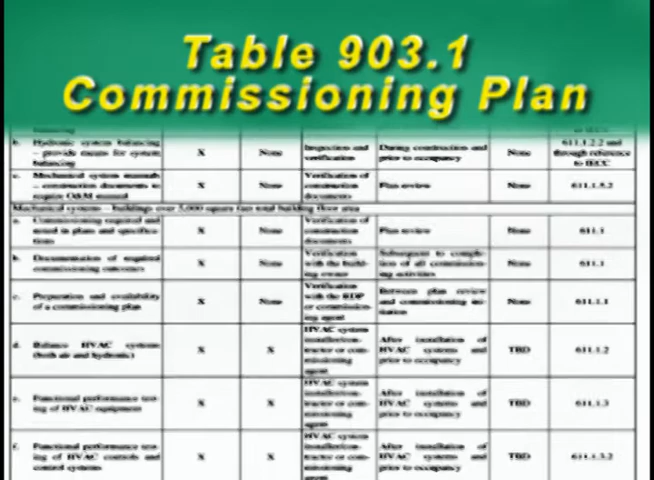 Table 903.1
Commissioning Plan
b. Hydronic system balancing – provide means for system balancing X None Inspection and verification During construction and prior to occupancy None 611.1.2.2 and through reference to IECC
c. Mechanical system manuals – construction documents to require O&M manual X None Verification of construction documents Plan review None 611.1.5.2
Mechanical systems – buildings over 5,000 square feet total building floor area
a. Commissioning required and noted in plans and specifications X None Verification of construction documents Plan review None 611.1
b. Documentation of required commissioning outcomes X None Verification with the building owner Subsequent to completion of all commissioning activities None 611.1
c. Preparation and availability of a commissioning plan X None Verification with the RDP or commissioning agent Between plan review and commissioning initiation None 611.1.1
d. Balance HVAC systems (both air and hydronic) X X HVAC system installer/contractor or commissioning agent After installation of HVAC systems and prior to occupancy TBD 611.1.2
e. Functional performance testing of HVAC equipment X X HVAC system installer/contractor or commissioning agent After installation of HVAC systems and prior to occupancy TBD 611.1.3
f. Functional performance testing of HVAC controls and control systems X X HVAC system installer/contractor or commissioning After installation of HVAC systems and prior to occupancy TBD 611.1.3.2